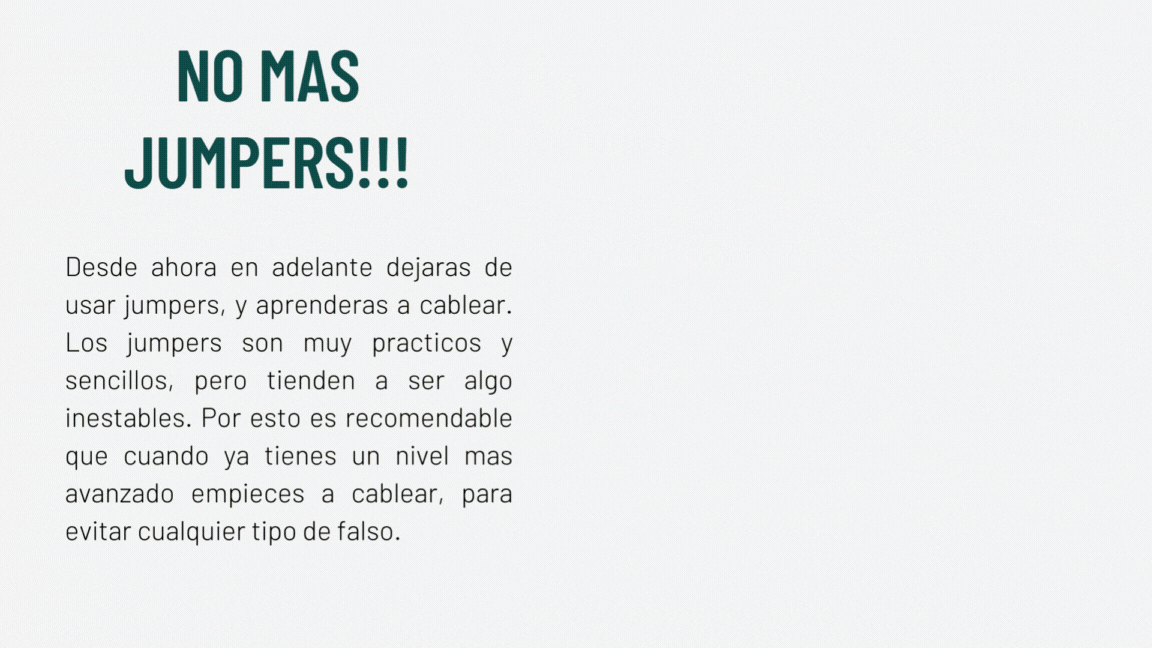 NO MAS
JUMPERS!!!
Desde ahora en adelante dejaras de
usar jumpers, y aprenderas a cablear.
Los jumpers son muy practicos y
sencillos, pero tienden a ser algo
inestables. Por esto es recomendable
que cuando ya tienes un nivel mas
avanzado empieces a cablear, para
evitar cualquier tipo de falso.